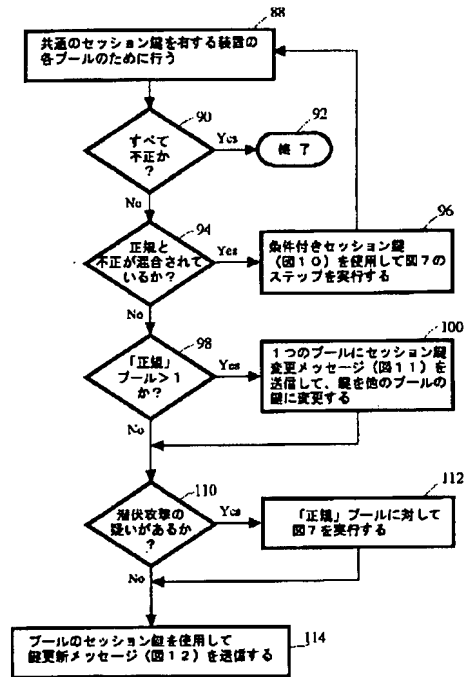 88
共通のセッション鍵を有する装置の
各プールのために行う
90
すべて
不正か
?
Yes
92
終了
No
94
正規と
不正が混合されて
いるか?
Yes
96
条件付きセッション鍵
(図10)を使用して図7の
ステップを実行する
No
98
「正規」
プール>1
か?
Yes
100
1つのプールにセッション鍵
変更メッセージ(図11)を
送信して、鍵を他のプールの
鍵に変更する
No
110
潜伏攻撃の
疑いがあるか
?
Yes
112
「正規」プールに対して
図7を実行する
No
プールのセッション鍵を使用して
鍵更新メッセージ(図12)を送信する
114